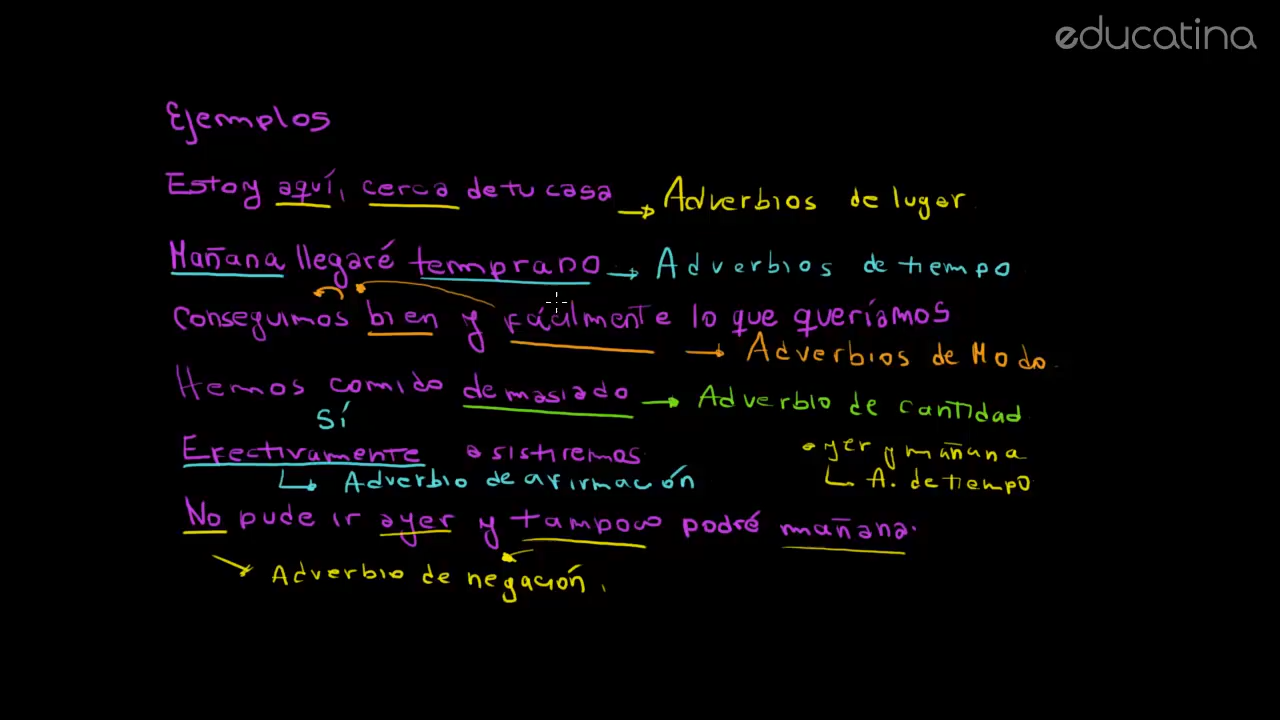 educatina
Ejemplos
Estoy aquí, cerca de tu casa → Adverbios de lugar
Mañana llegaré temprano → Adverbios de tiempo
conseguimos bien y fácilmente lo que queríamos
→ Adverbios de Modo.
Hemos comido demasiado → Adverbio de cantidad
Sí
Efectivamente asistiremos
Adverbio de afirmación
ayer y mañana
A. de tiempo
No pude ir ayer y tampoco podré mañana.
Adverbio de negación.